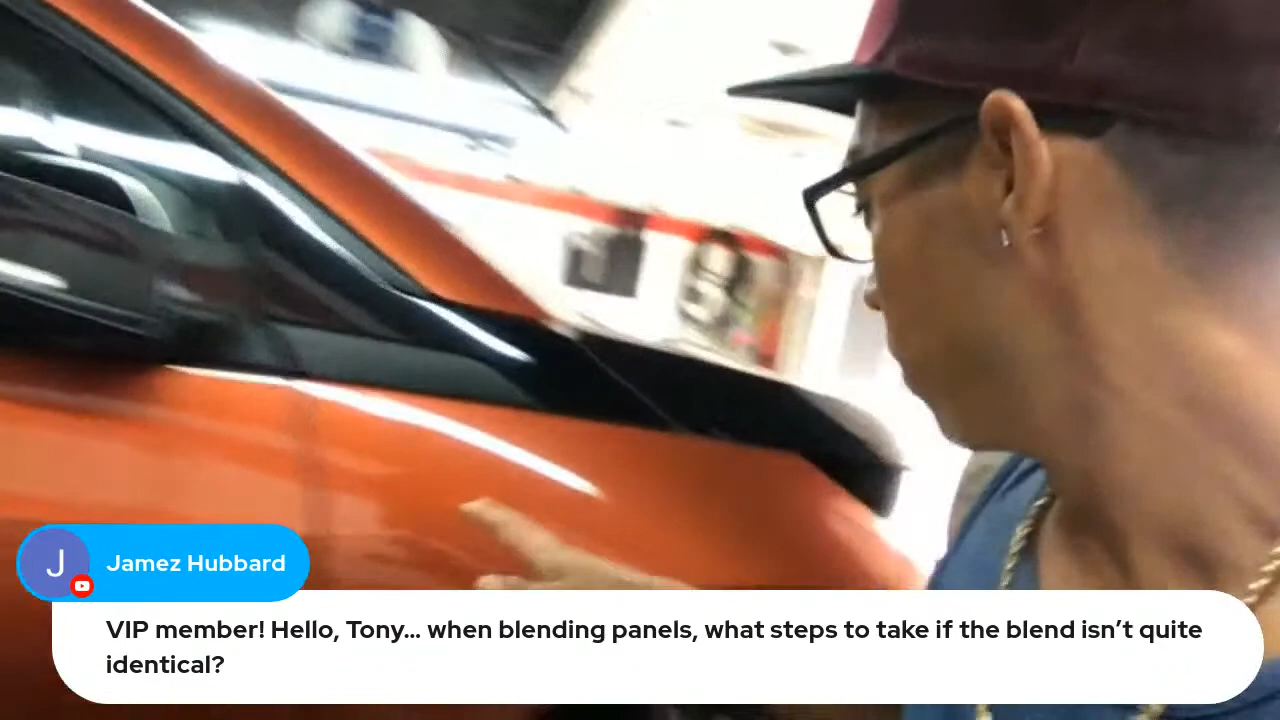 J
Jamez Hubbard
VIP member! Hello, Tony... when blending panels, what steps to take if the blend isn’t quite
identical?